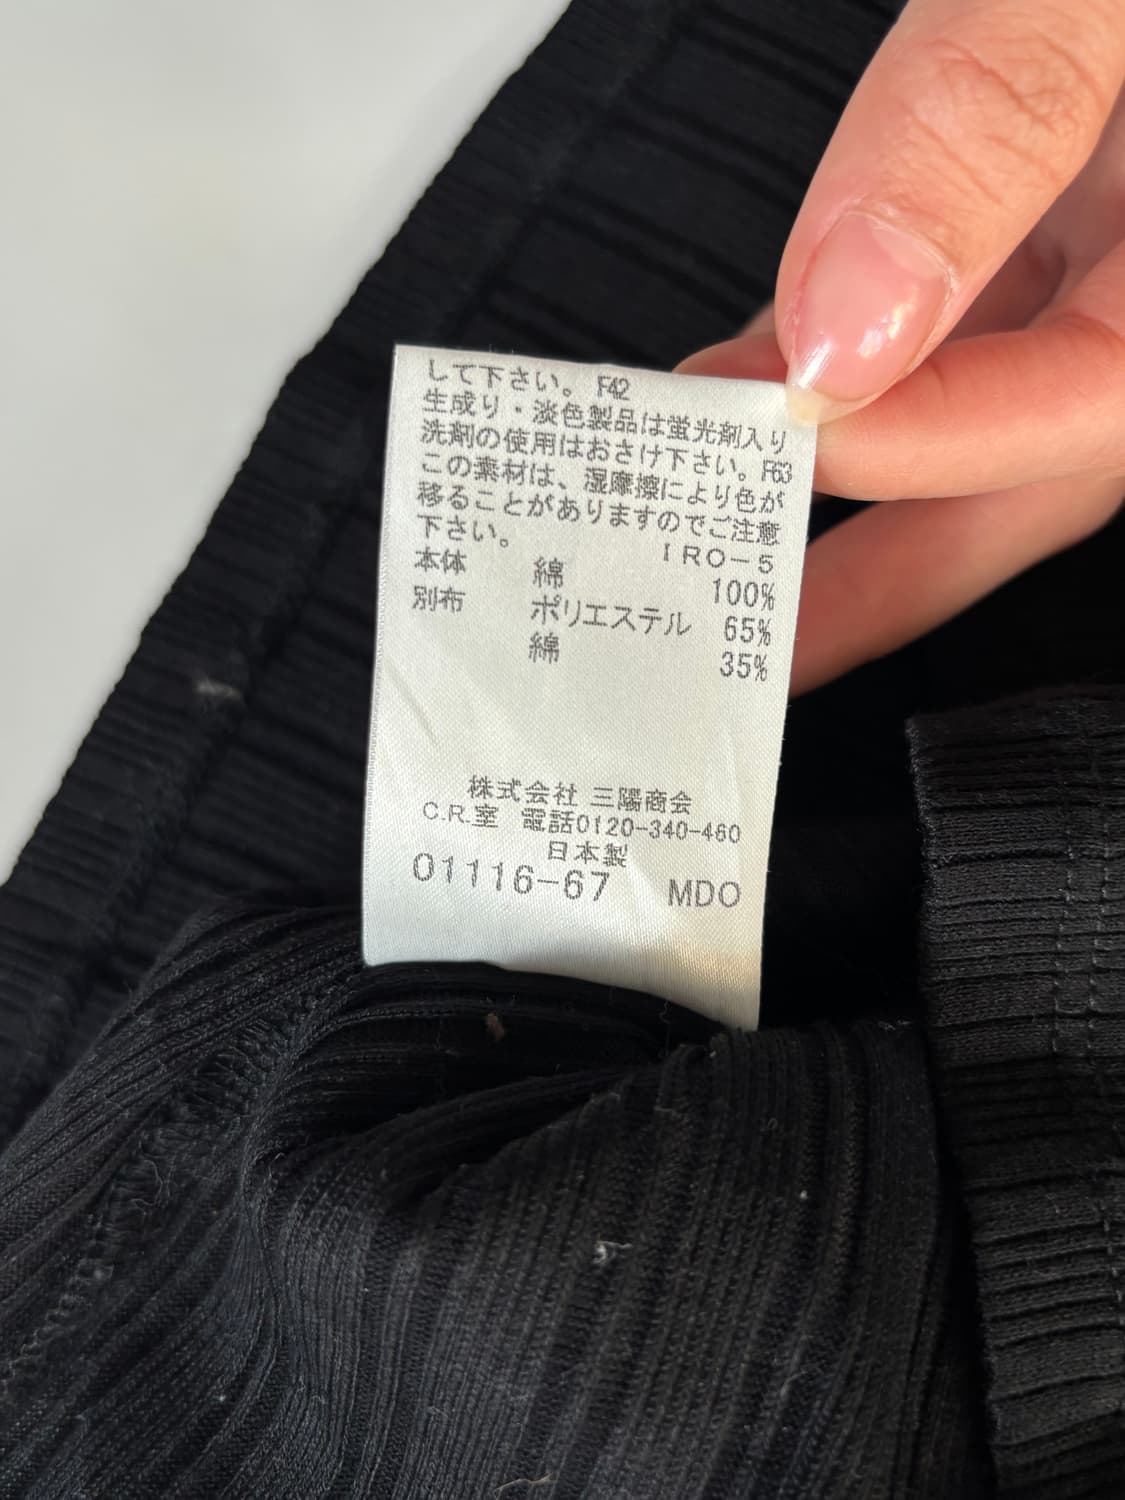 して下さい。 F42
生成り・淡色製品は蛍光剤入り
洗剤の使用はおさけ下さい。F63
この素材は、湿摩擦により色が
移ることがありますのでご注意
下さい。 IRO-5
本体 綿 100%
別布 ポリエステル 65%
綿 35%
株式会社 三陽商会
C.R.室 電話0120-340-460
日本製
01116-67 MDO